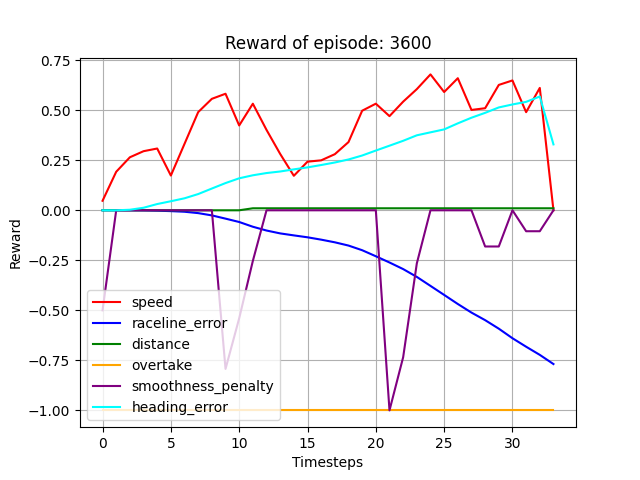 Reward of episode: 3600
Reward
0.75
0.50
0.25
0.00
−0.25
−0.50
−0.75
−1.00
speed
raceline_error
distance
overtake
smoothness_penalty
heading_error
0 5 10 15 20 25 30
Timesteps